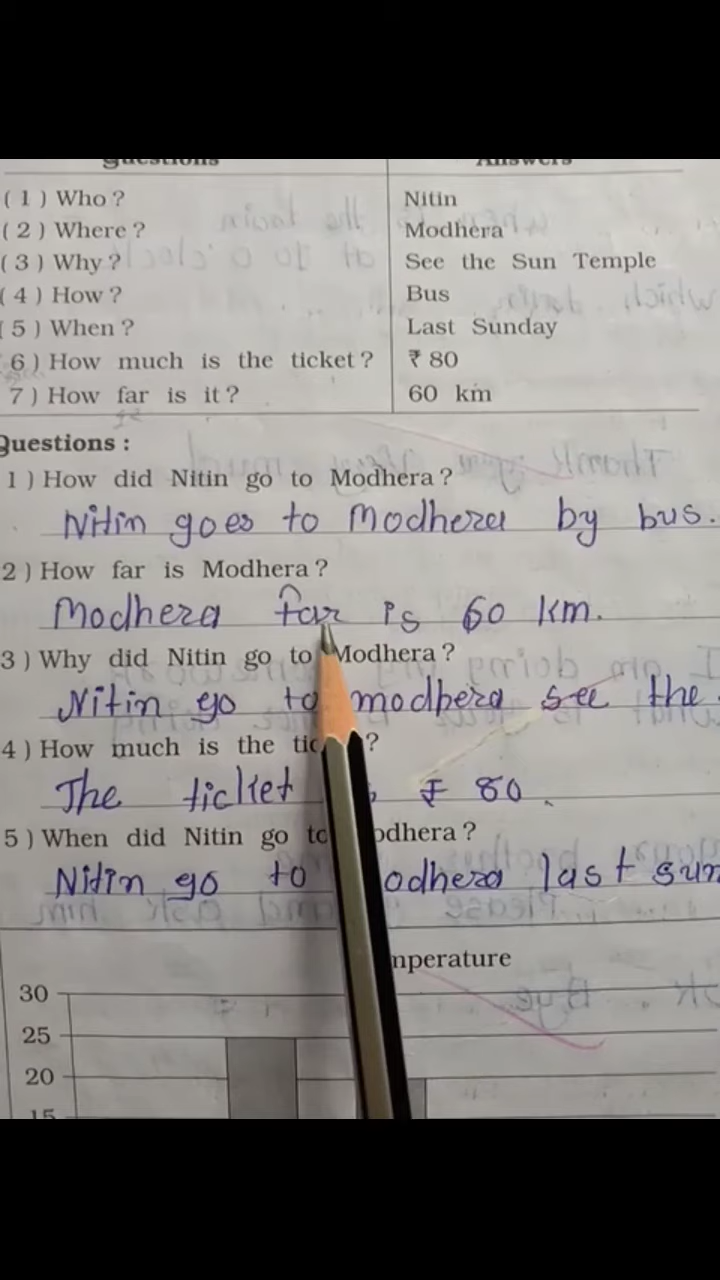 Questions Answers
( 1 ) Who ? Nitin
( 2 ) Where ? Modhera
( 3 ) Why ? See the Sun Temple
( 4 ) How ? Bus
5 ) When ? Last Sunday
6 ) How much is the ticket ? ₹ 80
7 ) How far is it ? 60 km
Questions :
1 ) How did Nitin go to Modhera ?
Nitin goes to Modhera by bus.
2 ) How far is Modhera ?
Modhera far is 60 km.
3 ) Why did Nitin go to Modhera ?
Nitin go to modhera see the
4 ) How much is the ?
The ticket ₹ 80.
5 ) When did Nitin go
Nitin go to last
30
25
20
15